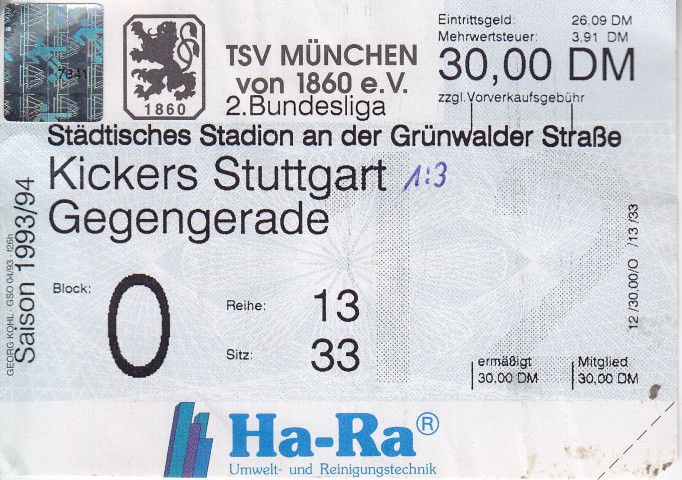 7841
1860
TSV MÜNCHEN
von 1860 e.V.
2.Bundesliga
Eintrittsgeld: 26.09 DM
Mehrwertsteuer: 3.91 DM
30,00 DM
zzgl.Vorverkaufsgebühr
Städtisches Stadion an der Grünwalder Straße
Kickers Stuttgart 1:3
Gegengerade
12
Block: O
Reihe: 13
Sitz: 33
ermäßigt
30.00 DM
Mitglied
30,00 DM
12 /30,00/O /13 /33
GEORG KOHL GSO 04/93 - 126h
Saison 1993/94
Ha-Ra®
Umwelt- und Reinigungstechnik